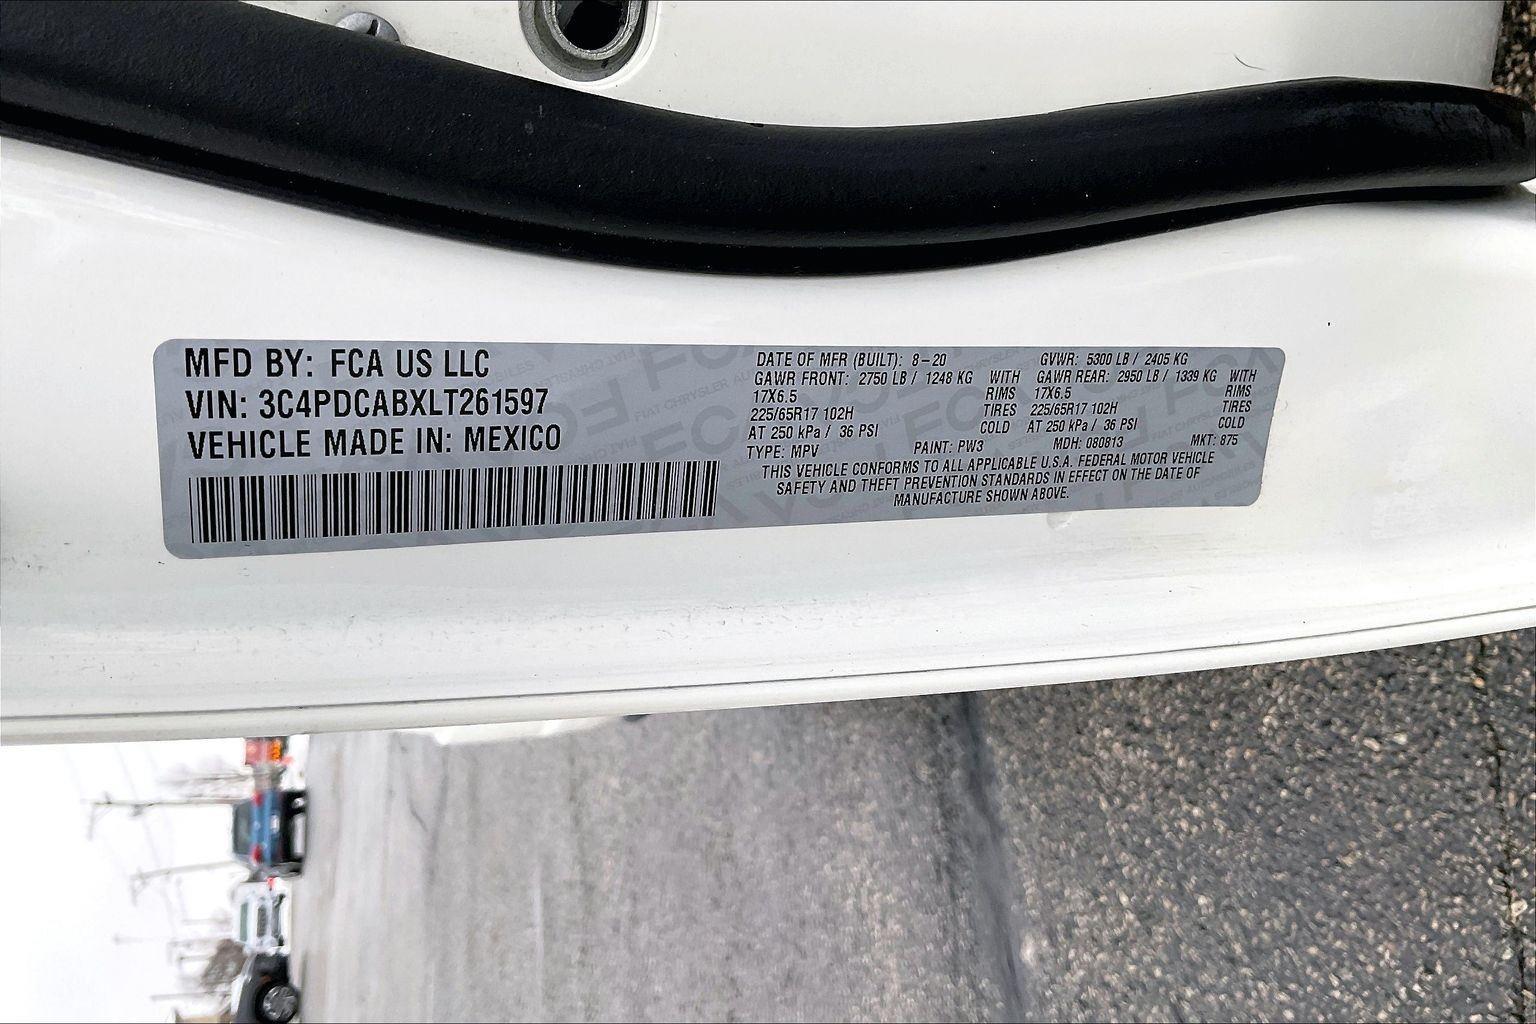 MFD BY: FCA US LLC
VIN: 3C4PDCABXLT261597
VEHICLE MADE IN: MEXICO
DATE OF MFR (BUILT): 8-20 GVWR: 5300 LB / 2405 KG
GAWR FRONT: 2750 LB / 1248 KG WITH GAWR REAR: 2950 LB / 1339 KG WITH
17X6.5 RIMS 17X6.5 RIMS
225/65R17 102H TIRES 225/65R17 102H TIRES
AT 250 kPa / 36 PSI COLD AT 250 kPa / 36 PSI COLD
TYPE: MPV PAINT: PW3 MDH: 080813 MKT: 875
THIS VEHICLE CONFORMS TO ALL APPLICABLE U.S.A. FEDERAL MOTOR VEHICLE
SAFETY AND THEFT PREVENTION STANDARDS IN EFFECT ON THE DATE OF
MANUFACTURE SHOWN ABOVE.